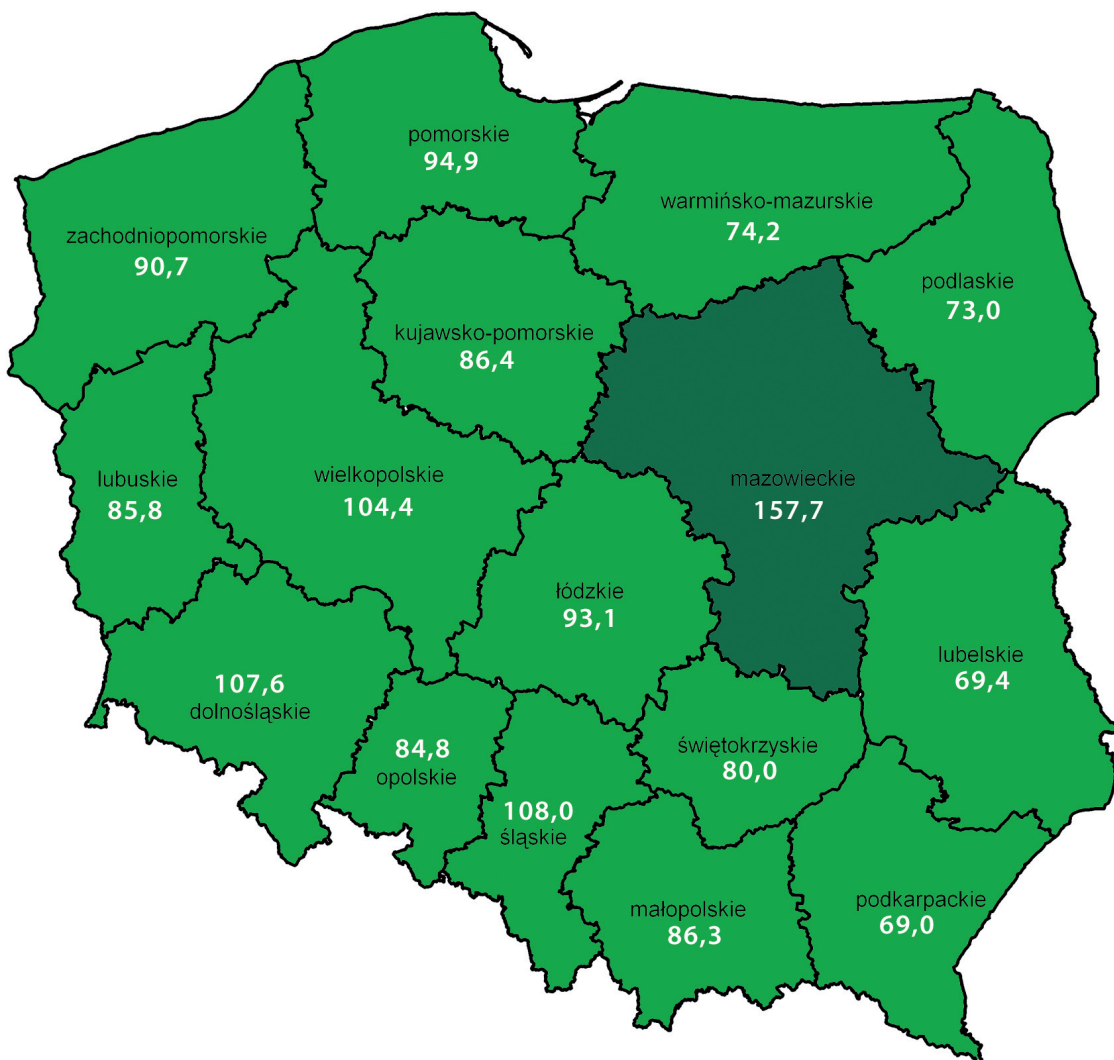 pomorskie
94,9
warmińsko-mazurskie
74,2
zachodniopomorskie
90,7
podlaskie
73,0
kujawsko-pomorskie
86,4
lubuskie
85,8
wielkopolskie
104,4
mazowieckie
157,7
łódzkie
93,1
lubelskie
69,4
107,6
dolnośląskie
84,8
opolskie
świętokrzyskie
80,0
108,0
śląskie
małopolskie
86,3
podkarpackie
69,0